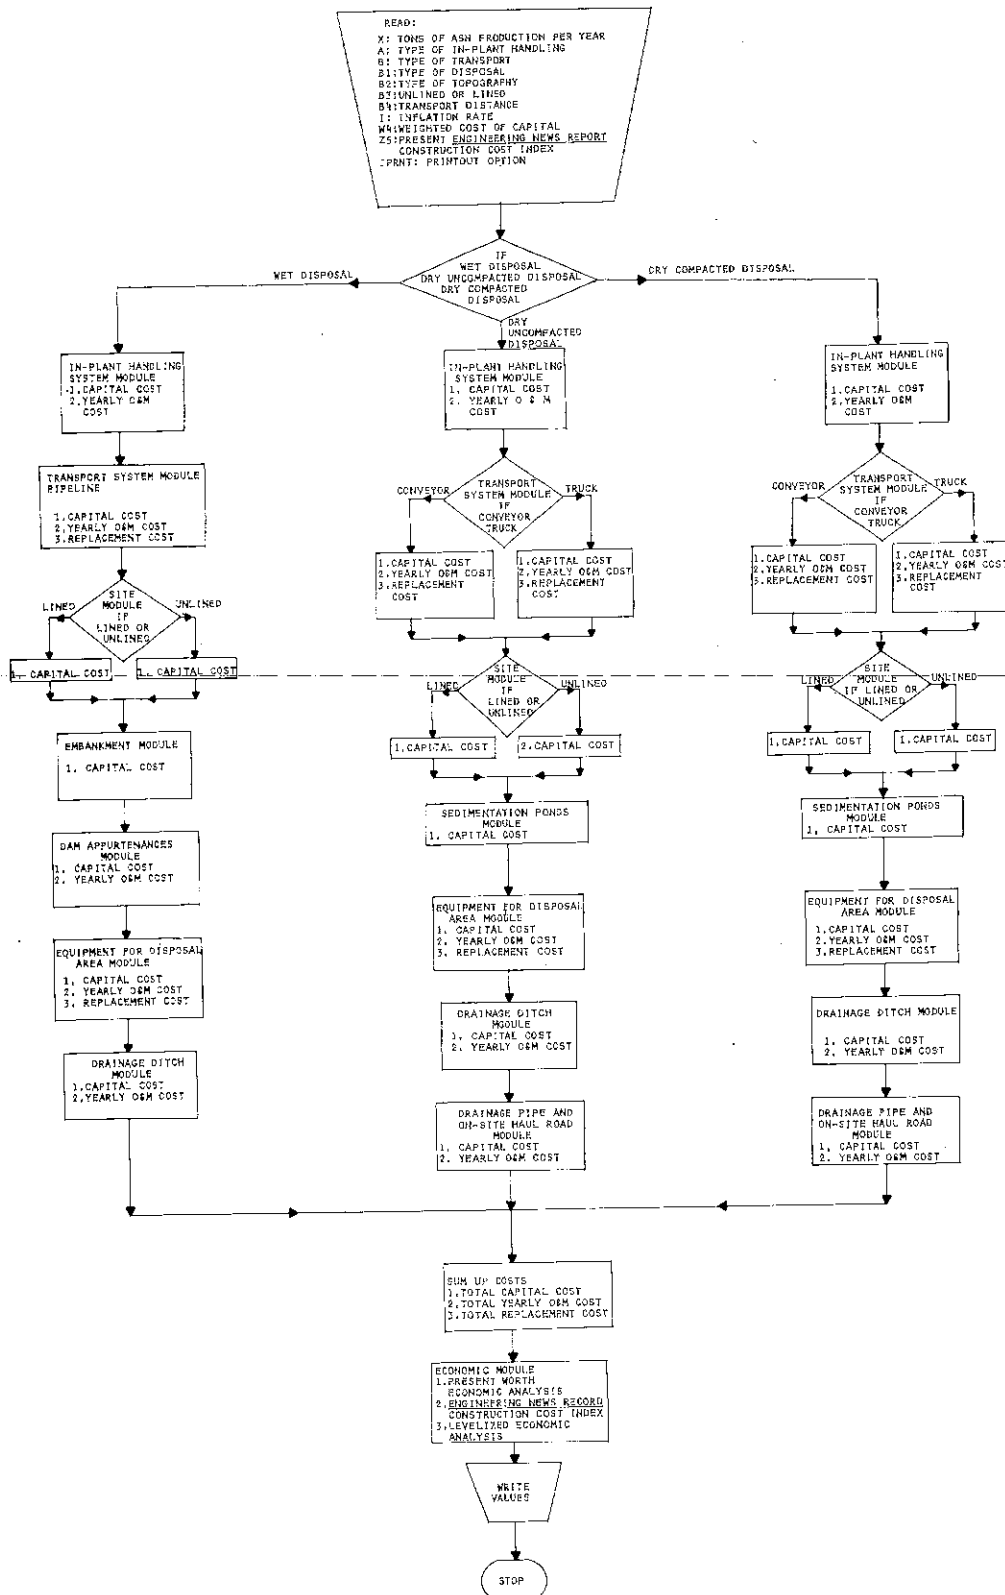 READ:
X: TONS OF ASH PRODUCTION PER YEAR
A: TYPE OF IN-PLANT HANDLING
B: TYPE OF TRANSPORT
B1:TYPE OF DISPOSAL
B2:TYPE OF TOPOGRAPHY
B3:UNLINED OR LINED
B4:TRANSPORT DISTANCE
I: INFLATION RATE
W4:WEIGHTED COST OF CAPITAL
Z5:PRESENT ENGINEERING NEWS REPORT
CONSTRUCTION COST INDEX
IPRNT: PRINTOUT OPTION
IF
WET DISPOSAL
DRY UNCOMPACTED DISPOSAL
DRY COMPACTED
DISPOSAL
WET DISPOSAL
DRY
UNCOMPACTED
DISPOSAL
DRY COMPACTED DISPOSAL
IN-PLANT HANDLING
SYSTEM MODULE
1.CAPITAL COST
2.YEARLY O&M
COST
TRANSPORT SYSTEM MODULE
PIPELINE
1.CAPITAL COST
2.YEARLY O&M COST
3.REPLACEMENT COST
SITE
MODULE
IF
LINED OR
UNLINED
LINED
UNLINED
1. CAPITAL COST
1. CAPITAL COST
EMBANKMENT MODULE
1. CAPITAL COST
DAM APPURTENANCES
MODULE
1. CAPITAL COST
2. YEARLY O&M COST
EQUIPMENT FOR DISPOSAL
AREA MODULE
1. CAPITAL COST
2. YEARLY O&M COST
3. REPLACEMENT COST
DRAINAGE DITCH
MODULE
1.CAPITAL COST
2.YEARLY O&M COST
IN-PLANT HANDLING
SYSTEM MODULE
1. CAPITAL COST
2. YEARLY O & M
COST
TRANSPORT
SYSTEM MODULE
IF
CONVEYOR
TRUCK
CONVEYOR
TRUCK
1.CAPITAL COST
2.YEARLY O&M COST
3.REPLACEMENT
COST
1.CAPITAL COST
2.YEARLY O&M COST
3.REPLACEMENT
COST
SITE
MODULE
IF
LINED OR
UNLINED
LINED
UNLINED
1.CAPITAL COST
2.CAPITAL COST
SEDIMENTATION PONDS
MODULE
1. CAPITAL COST
EQUIPMENT FOR DISPOSAL
AREA MODULE
1. CAPITAL COST
2. YEARLY O&M COST
3. REPLACEMENT COST
DRAINAGE DITCH
MODULE
1. CAPITAL COST
2. YEARLY O&M COST
DRAINAGE PIPE AND
ON-SITE HAUL ROAD
MODULE
1. CAPITAL COST
2. YEARLY O&M COST
IN-PLANT HANDLING
SYSTEM MODULE
1.CAPITAL COST
2.YEARLY O&M
COST
TRANSPORT
SYSTEM MODULE
IF
CONVEYOR
TRUCK
CONVEYOR
TRUCK
1.CAPITAL COST
2.YEARLY O&M COST
3.REPLACEMENT COST
1.CAPITAL COST
2.YEARLY O&M COST
3.REPLACEMENT
COST
SITE
MODULE
IF LINED OR
UNLINED
LINED
UNLINED
1.CAPITAL COST
1.CAPITAL COST
SEDIMENTATION PONDS
MODULE
1. CAPITAL COST
EQUIPMENT FOR DISPOSAL
AREA MODULE
1.CAPITAL COST
2.YEARLY O&M COST
3.REPLACEMENT COST
DRAINAGE DITCH MODULE
1. CAPITAL COST
2. YEARLY O&M COST
DRAINAGE PIPE AND
ON-SITE HAUL ROAD
MODULE
1. CAPITAL COST
2. YEARLY O&M COST
SUM UP COSTS
1.TOTAL CAPITAL COST
2.TOTAL YEARLY O&M COST
3.TOTAL REPLACEMENT COST
ECONOMIC MODULE
1.PRESENT WORTH
ECONOMIC ANALYSIS
2.ENGINEERING NEWS RECORD
CONSTRUCTION COST INDEX
3.LEVELIZED ECONOMIC
ANALYSIS
WRITE
VALUES
STOP